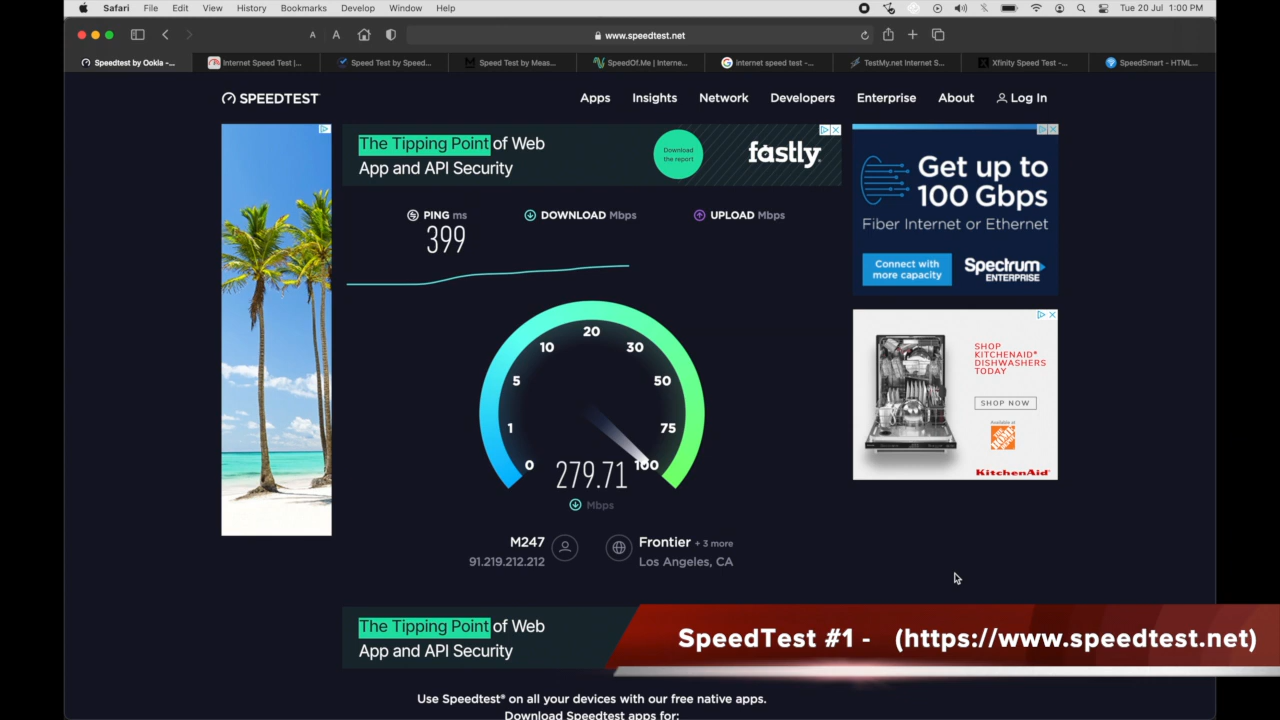 Safari File Edit View History Bookmarks Develop Window Help Tue 20 Jul 1:00 PM
A A www.speedtest.net
Speedtest by Ookla -... Internet Speed Test |... Speed Test by Speed... Speed Test by Meas... SpeedOf.Me | Interne... internet speed test -... TestMy.net Internet S... Xfinity Speed Test -... SpeedSmart - HTML...
SPEEDTEST Apps Insights Network Developers Enterprise About Log In
The Tipping Point of Web
App and API Security
Download
the report
fastly
Get up to
100 Gbps
Fiber Internet or Ethernet
Connect with
more capacity
Spectrum
ENTERPRISE
PING ms DOWNLOAD Mbps UPLOAD Mbps
399
20
10 30
5 50
1 75
0 100
279.71
Mbps
SHOP
KITCHENAID®
DISHWASHERS
TODAY
SHOP NOW
Available at
KitchenAid
M247 Frontier + 3 more
91.219.212.212 Los Angeles, CA
The Tipping Point of Web
App and API Security
SpeedTest #1 - (https://www.speedtest.net)
Use Speedtest® on all your devices with our free native apps.
Download Speedtest apps for: